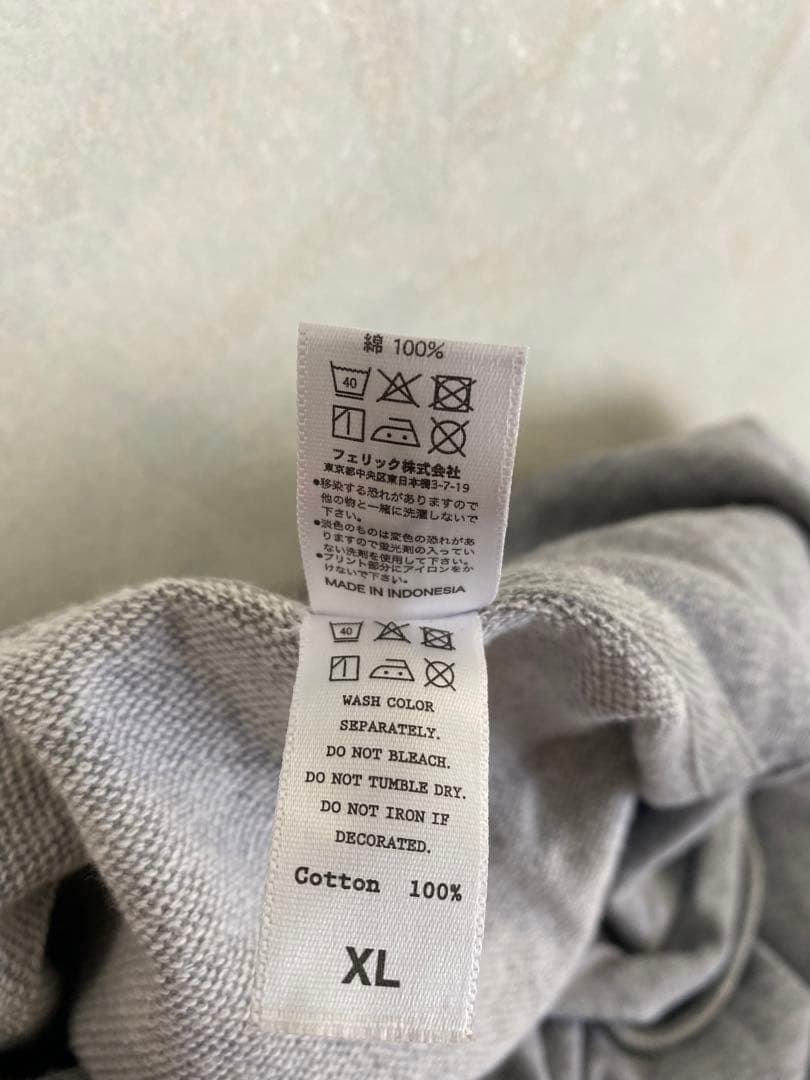 綿 100%
40
フェリック株式会社
東京都中央区東日本橋3-7-19
●移染する恐れがありますので
他の物と一緒に洗濯しないで
下さい。
●淡色のものは変色の恐れがあ
りますので蛍光剤の入ってい
ない洗剤を使用して下さい。
●プリント部分にアイロンをか
けないで下さい。
MADE IN INDONESIA
40
WASH COLOR
SEPARATELY.
DO NOT BLEACH.
DO NOT TUMBLE DRY.
DO NOT IRON IF
DECORATED.
Cotton 100%
XL